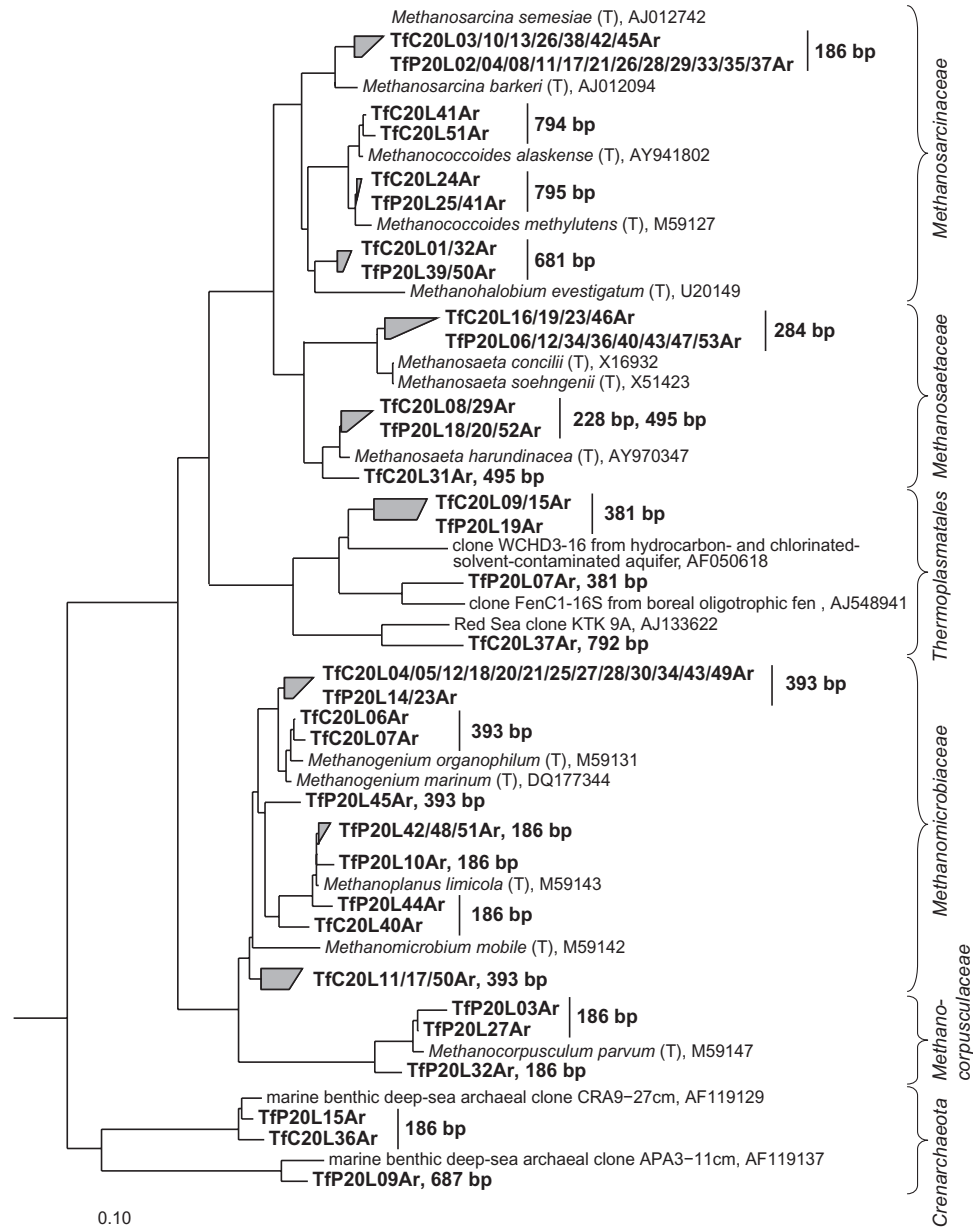 Methanosarcina semesiae (T), AJ012742
TfC20L03/10/13/26/38/42/45Ar
TfP20L02/04/08/11/17/21/26/28/29/33/35/37Ar
186 bp
Methanosarcina barkeri (T), AJ012094
TfC20L41Ar
TfC20L51Ar
794 bp
Methanococcoides alaskense (T), AY941802
TfC20L24Ar
TfP20L25/41Ar
795 bp
Methanococcoides methylutens (T), M59127
TfC20L01/32Ar
TfP20L39/50Ar
681 bp
Methanohalobium evestigatum (T), U20149
Methanosarcinaceae
TfC20L16/19/23/46Ar
TfP20L06/12/34/36/40/43/47/53Ar
284 bp
Methanosaeta concilii (T), X16932
Methanosaeta soehngenii (T), X51423
TfC20L08/29Ar
TfP20L18/20/52Ar
228 bp, 495 bp
Methanosaeta harundinacea (T), AY970347
TfC20L31Ar, 495 bp
Methanosaetaceae
TfC20L09/15Ar
TfP20L19Ar
381 bp
clone WCHD3-16 from hydrocarbon- and chlorinated-
solvent-contaminated aquifer, AF050618
TfP20L07Ar, 381 bp
clone FenC1-16S from boreal oligotrophic fen , AJ548941
Red Sea clone KTK 9A, AJ133622
TfC20L37Ar, 792 bp
Thermoplasmatales
TfC20L04/05/12/18/20/21/25/27/28/30/34/43/49Ar
TfP20L14/23Ar
393 bp
TfC20L06Ar
TfC20L07Ar
393 bp
Methanogenium organophilum (T), M59131
Methanogenium marinum (T), DQ177344
TfP20L45Ar, 393 bp
TfP20L42/48/51Ar, 186 bp
TfP20L10Ar, 186 bp
Methanoplanus limicola (T), M59143
TfP20L44Ar
TfC20L40Ar
186 bp
Methanomicrobium mobile (T), M59142
TfC20L11/17/50Ar, 393 bp
Methanomicrobiaceae
TfP20L03Ar
TfP20L27Ar
186 bp
Methanocorpusculum parvum (T), M59147
TfP20L32Ar, 186 bp
Methano-
corpusculaceae
marine benthic deep-sea archaeal clone CRA9−27cm, AF119129
TfP20L15Ar
TfC20L36Ar
186 bp
marine benthic deep-sea archaeal clone APA3−11cm, AF119137
TfP20L09Ar, 687 bp
Crenarchaeota
0.10